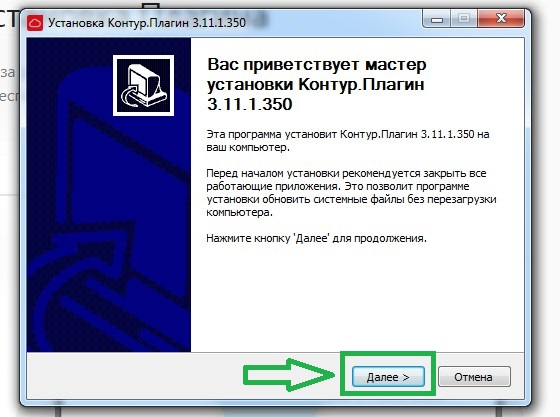 Установка Контур.Плагин 3.11.1.350
Вас приветствует мастер
установки Контур.Плагин
3.11.1.350
Эта программа установит Контур.Плагин 3.11.1.350 на
ваш компьютер.
Перед началом установки рекомендуется закрыть все
работающие приложения. Это позволит программе
установки обновить системные файлы без перезагрузки
компьютера.
Нажмите кнопку 'Далее' для продолжения.
Далее >
Отмена